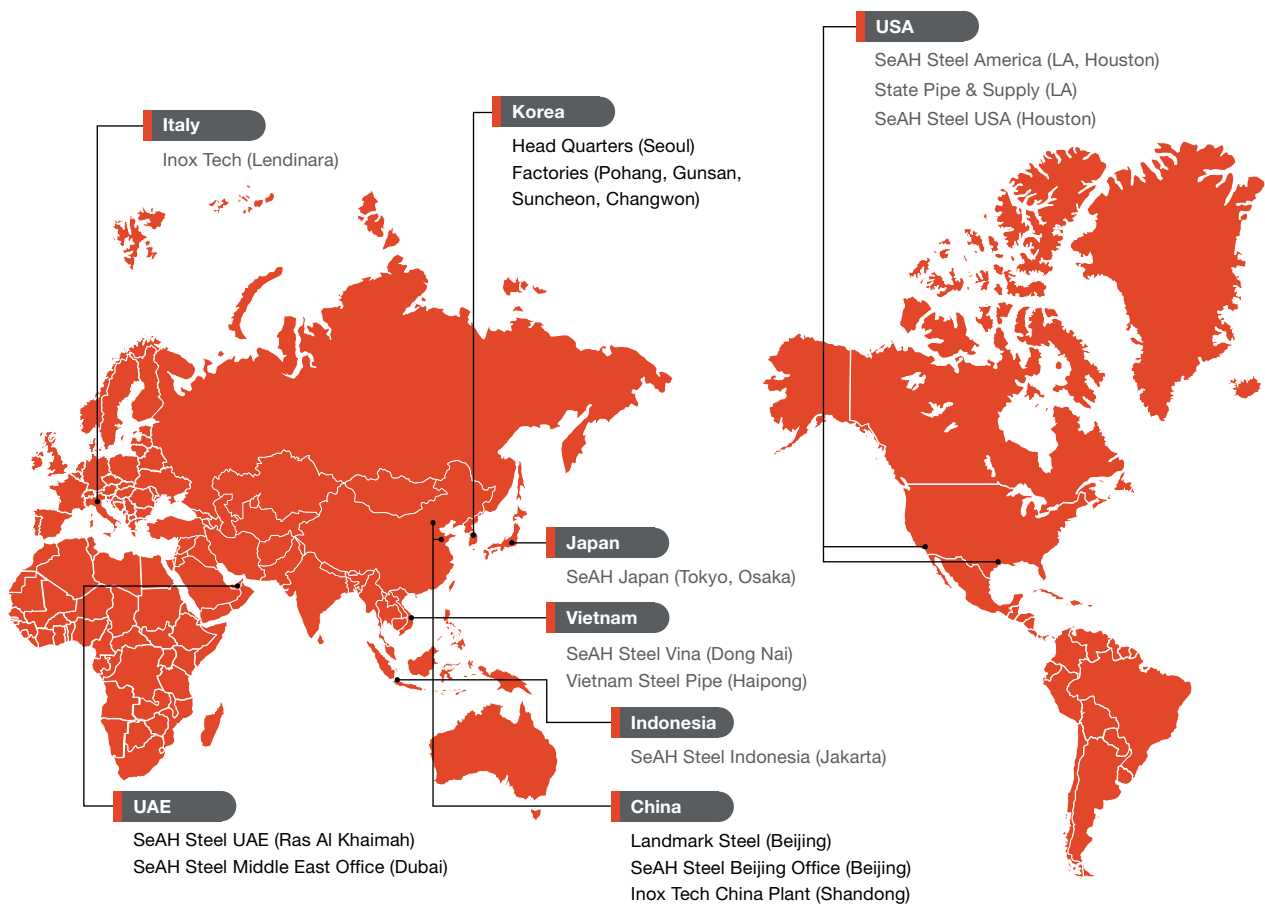 USA
SeAH Steel America (LA, Houston)
State Pipe & Supply (LA)
SeAH Steel USA (Houston)
Italy
Inox Tech (Lendinara)
Korea
Head Quarters (Seoul)
Factories (Pohang, Gunsan,
Suncheon, Changwon)
Japan
SeAH Japan (Tokyo, Osaka)
Vietnam
SeAH Steel Vina (Dong Nai)
Vietnam Steel Pipe (Haipong)
Indonesia
SeAH Steel Indonesia (Jakarta)
UAE
SeAH Steel UAE (Ras Al Khaimah)
SeAH Steel Middle East Office (Dubai)
China
Landmark Steel (Beijing)
SeAH Steel Beijing Office (Beijing)
Inox Tech China Plant (Shandong)